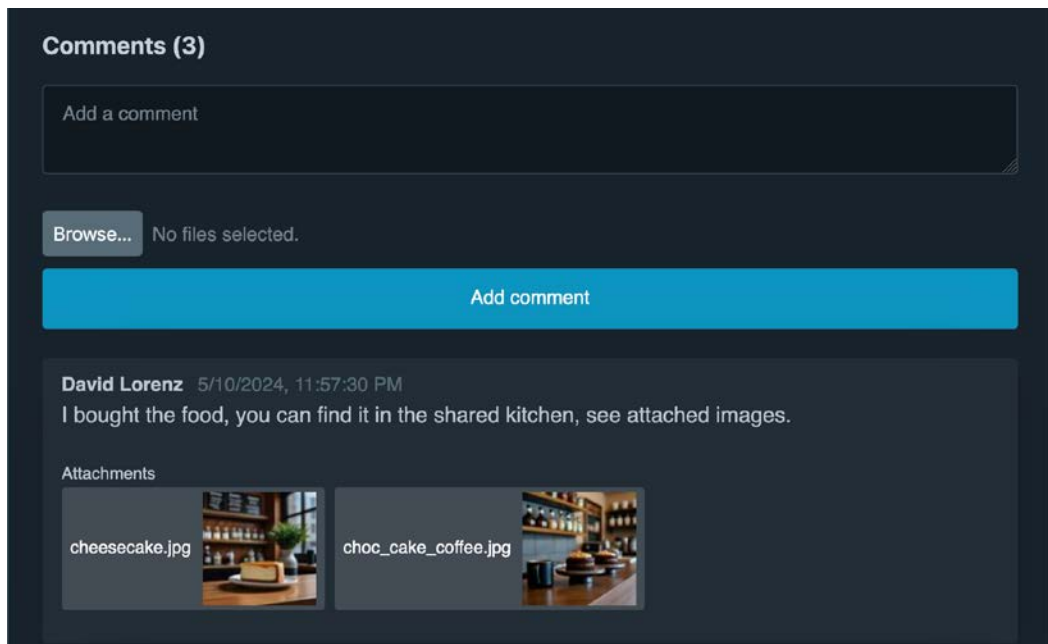 Comments (3)
Add a comment
Browse... No files selected.
Add comment
David Lorenz 5/10/2024, 11:57:30 PM
I bought the food, you can find it in the shared kitchen, see attached images.
Attachments
cheesecake.jpg choc_cake_coffee.jpg